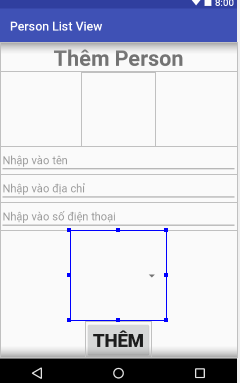 8:00
Person List View
Thêm Person
Nhập vào tên
Nhập vào địa chỉ
Nhập vào số điện thoại
THÊM